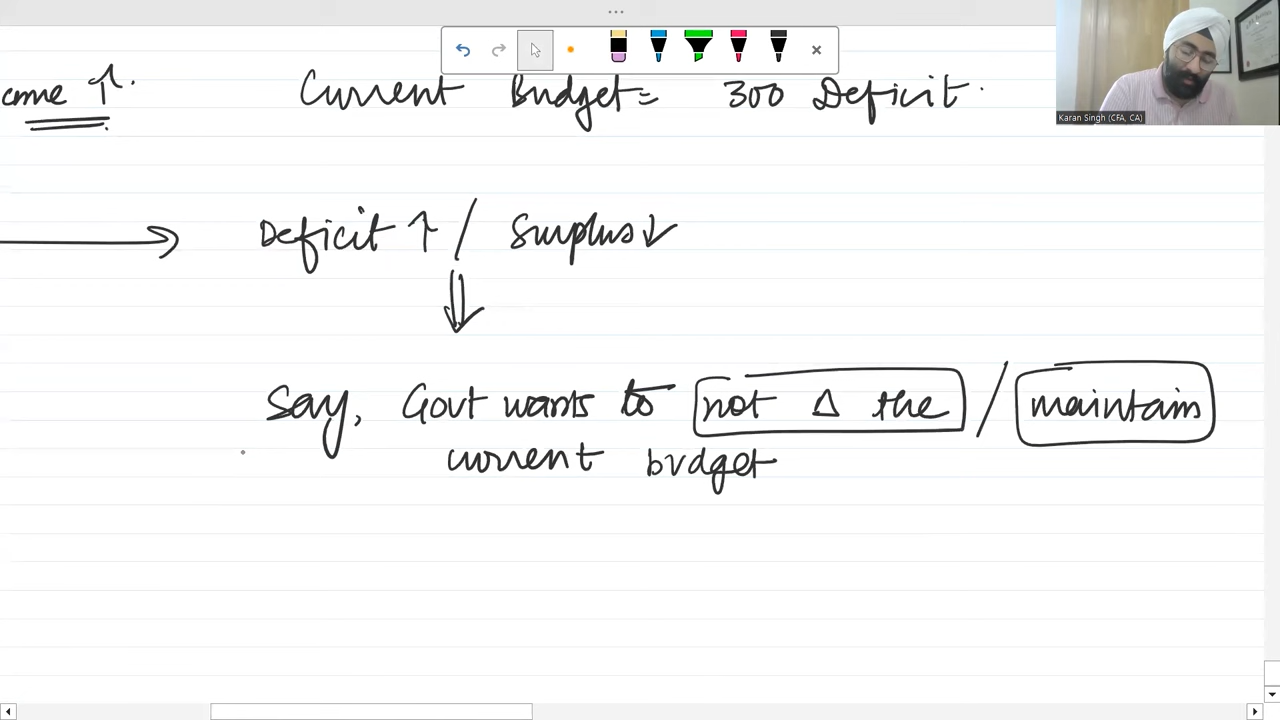 come ↑. Current Budget = 300 Deficit.
Karan Singh (CFA, CA)
→ Deficit ↑ / Surplus ↓
⇓
Say, Govt wants to not Δ the / maintain
current budget